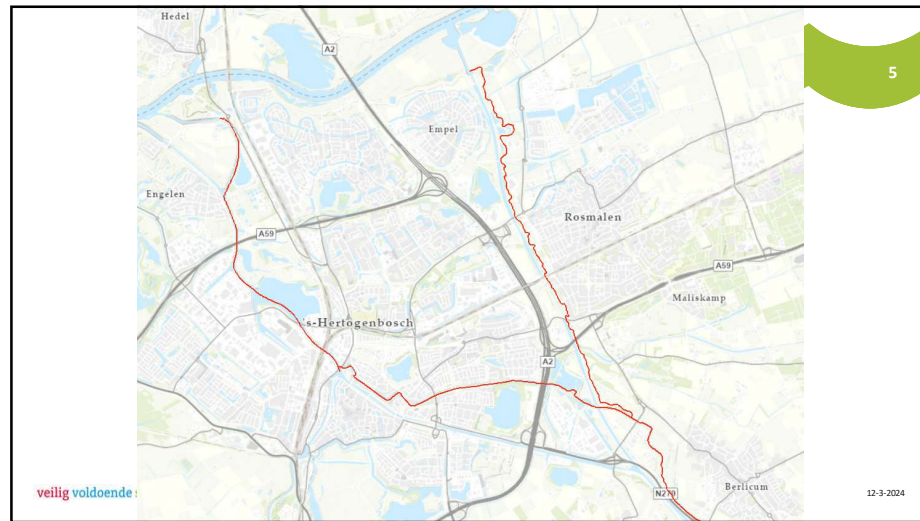 Hedel
A2
5
Empel
Engelen
Rosmalen
A59
A59
Maliskamp
's-Hertogenbosch
A2
N279
Berlicum
veilig voldoende
12-3-2024